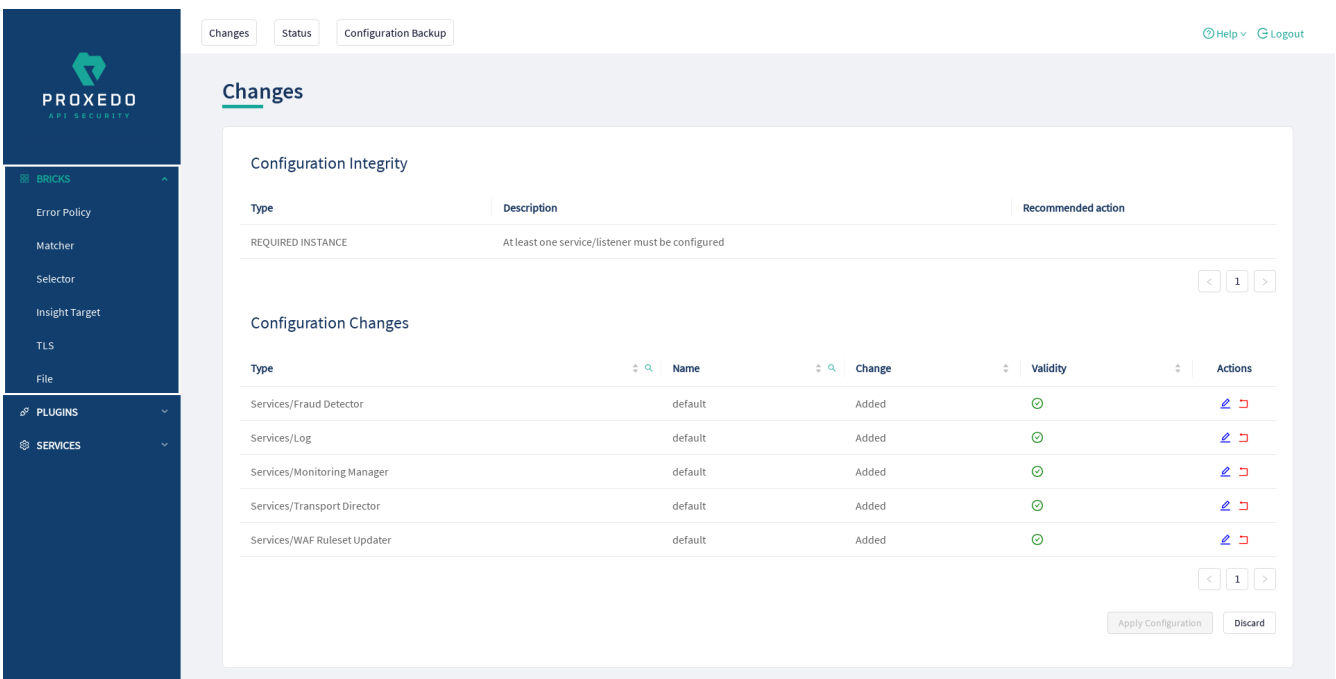 Changes Status Configuration Backup Help Logout
PROXEDO
API SECURITY
BRICKS
Error Policy
Matcher
Selector
Insight Target
TLS
File
PLUGINS
SERVICES
Changes
Configuration Integrity
Type Description Recommended action
REQUIRED INSTANCE At least one service/listener must be configured
< 1 >
Configuration Changes
Type Name Change Validity Actions
Services/Fraud Detector default Added
Services/Log default Added
Services/Monitoring Manager default Added
Services/Transport Director default Added
Services/WAF Ruleset Updater default Added
< 1 >
Apply Configuration Discard